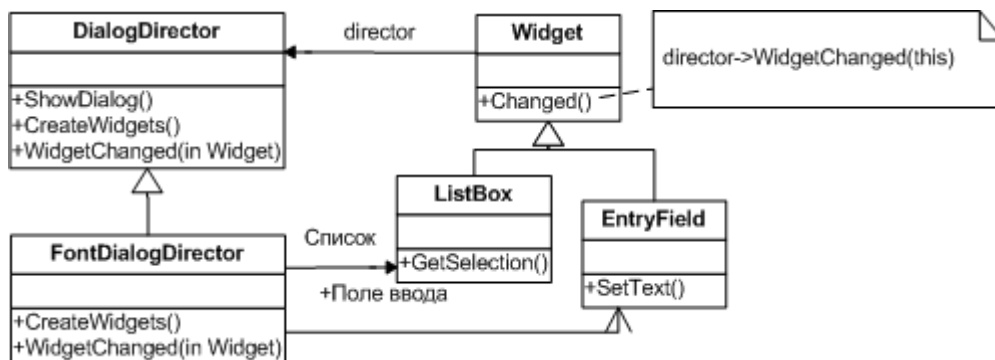 DialogDirector
+ShowDialog()
+CreateWidgets()
+WidgetChanged(in Widget)
director
Widget
+Changed()
director->WidgetChanged(this)
FontDialogDirector
+CreateWidgets()
+WidgetChanged(in Widget)
Список
+Поле ввода
ListBox
+GetSelection()
EntryField
+SetText()